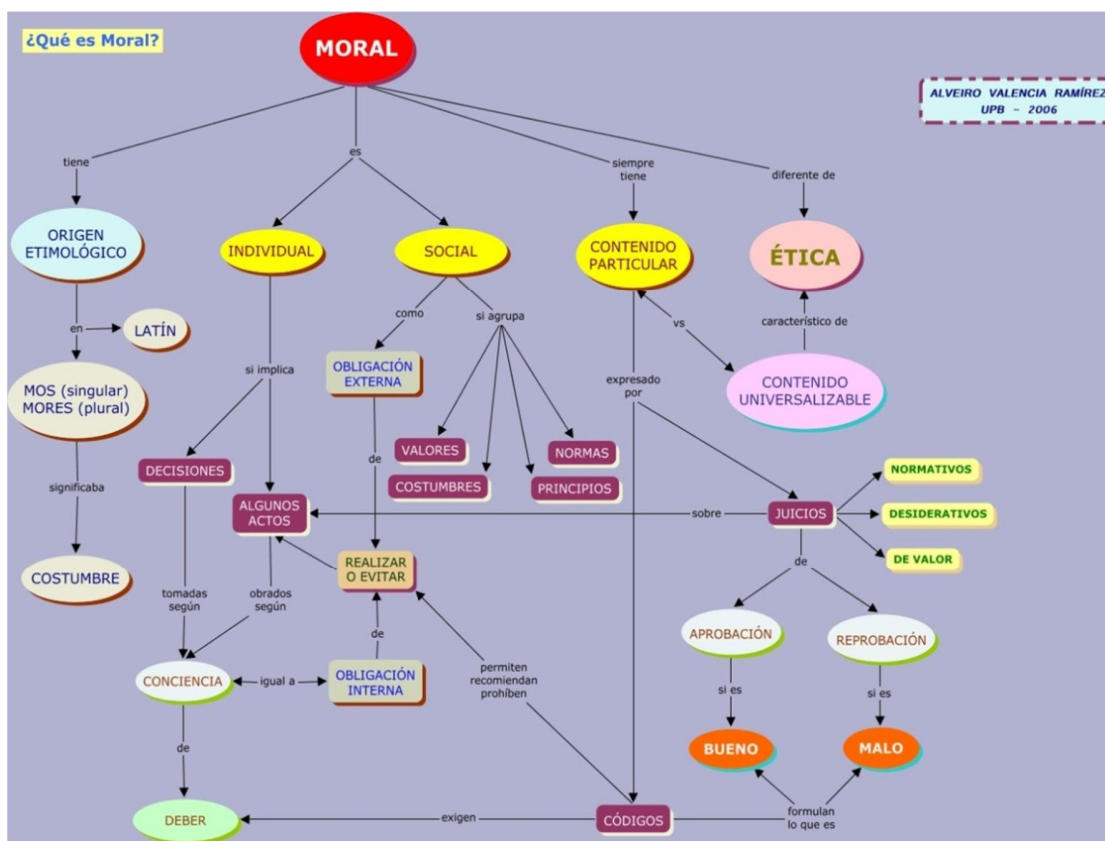 ¿Qué es Moral?
MORAL
ALVEIRO VALENCIA RAMÍREZ
UPB - 2006
tiene
es
siempre
tiene
diferente de
ORIGEN
ETIMOLÓGICO
INDIVIDUAL
SOCIAL
CONTENIDO
PARTICULAR
ÉTICA
en
LATÍN
como
si agrupa
vs
característico de
MOS (singular)
MORES (plural)
si implica
OBLIGACIÓN
EXTERNA
expresado
por
CONTENIDO
UNIVERSALIZABLE
significaba
DECISIONES
de
VALORES
NORMAS
COSTUMBRES
PRINCIPIOS
NORMATIVOS
ALGUNOS
ACTOS
sobre
JUICIOS
DESIDERATIVOS
DE VALOR
COSTUMBRE
REALIZAR
O EVITAR
de
tomadas
según
obrados
según
de
APROBACIÓN
REPROBACIÓN
CONCIENCIA
igual a
OBLIGACIÓN
INTERNA
permiten
recomiendan
prohíben
si es
si es
de
BUENO
MALO
DEBER
exigen
CÓDIGOS
formulan
lo que es